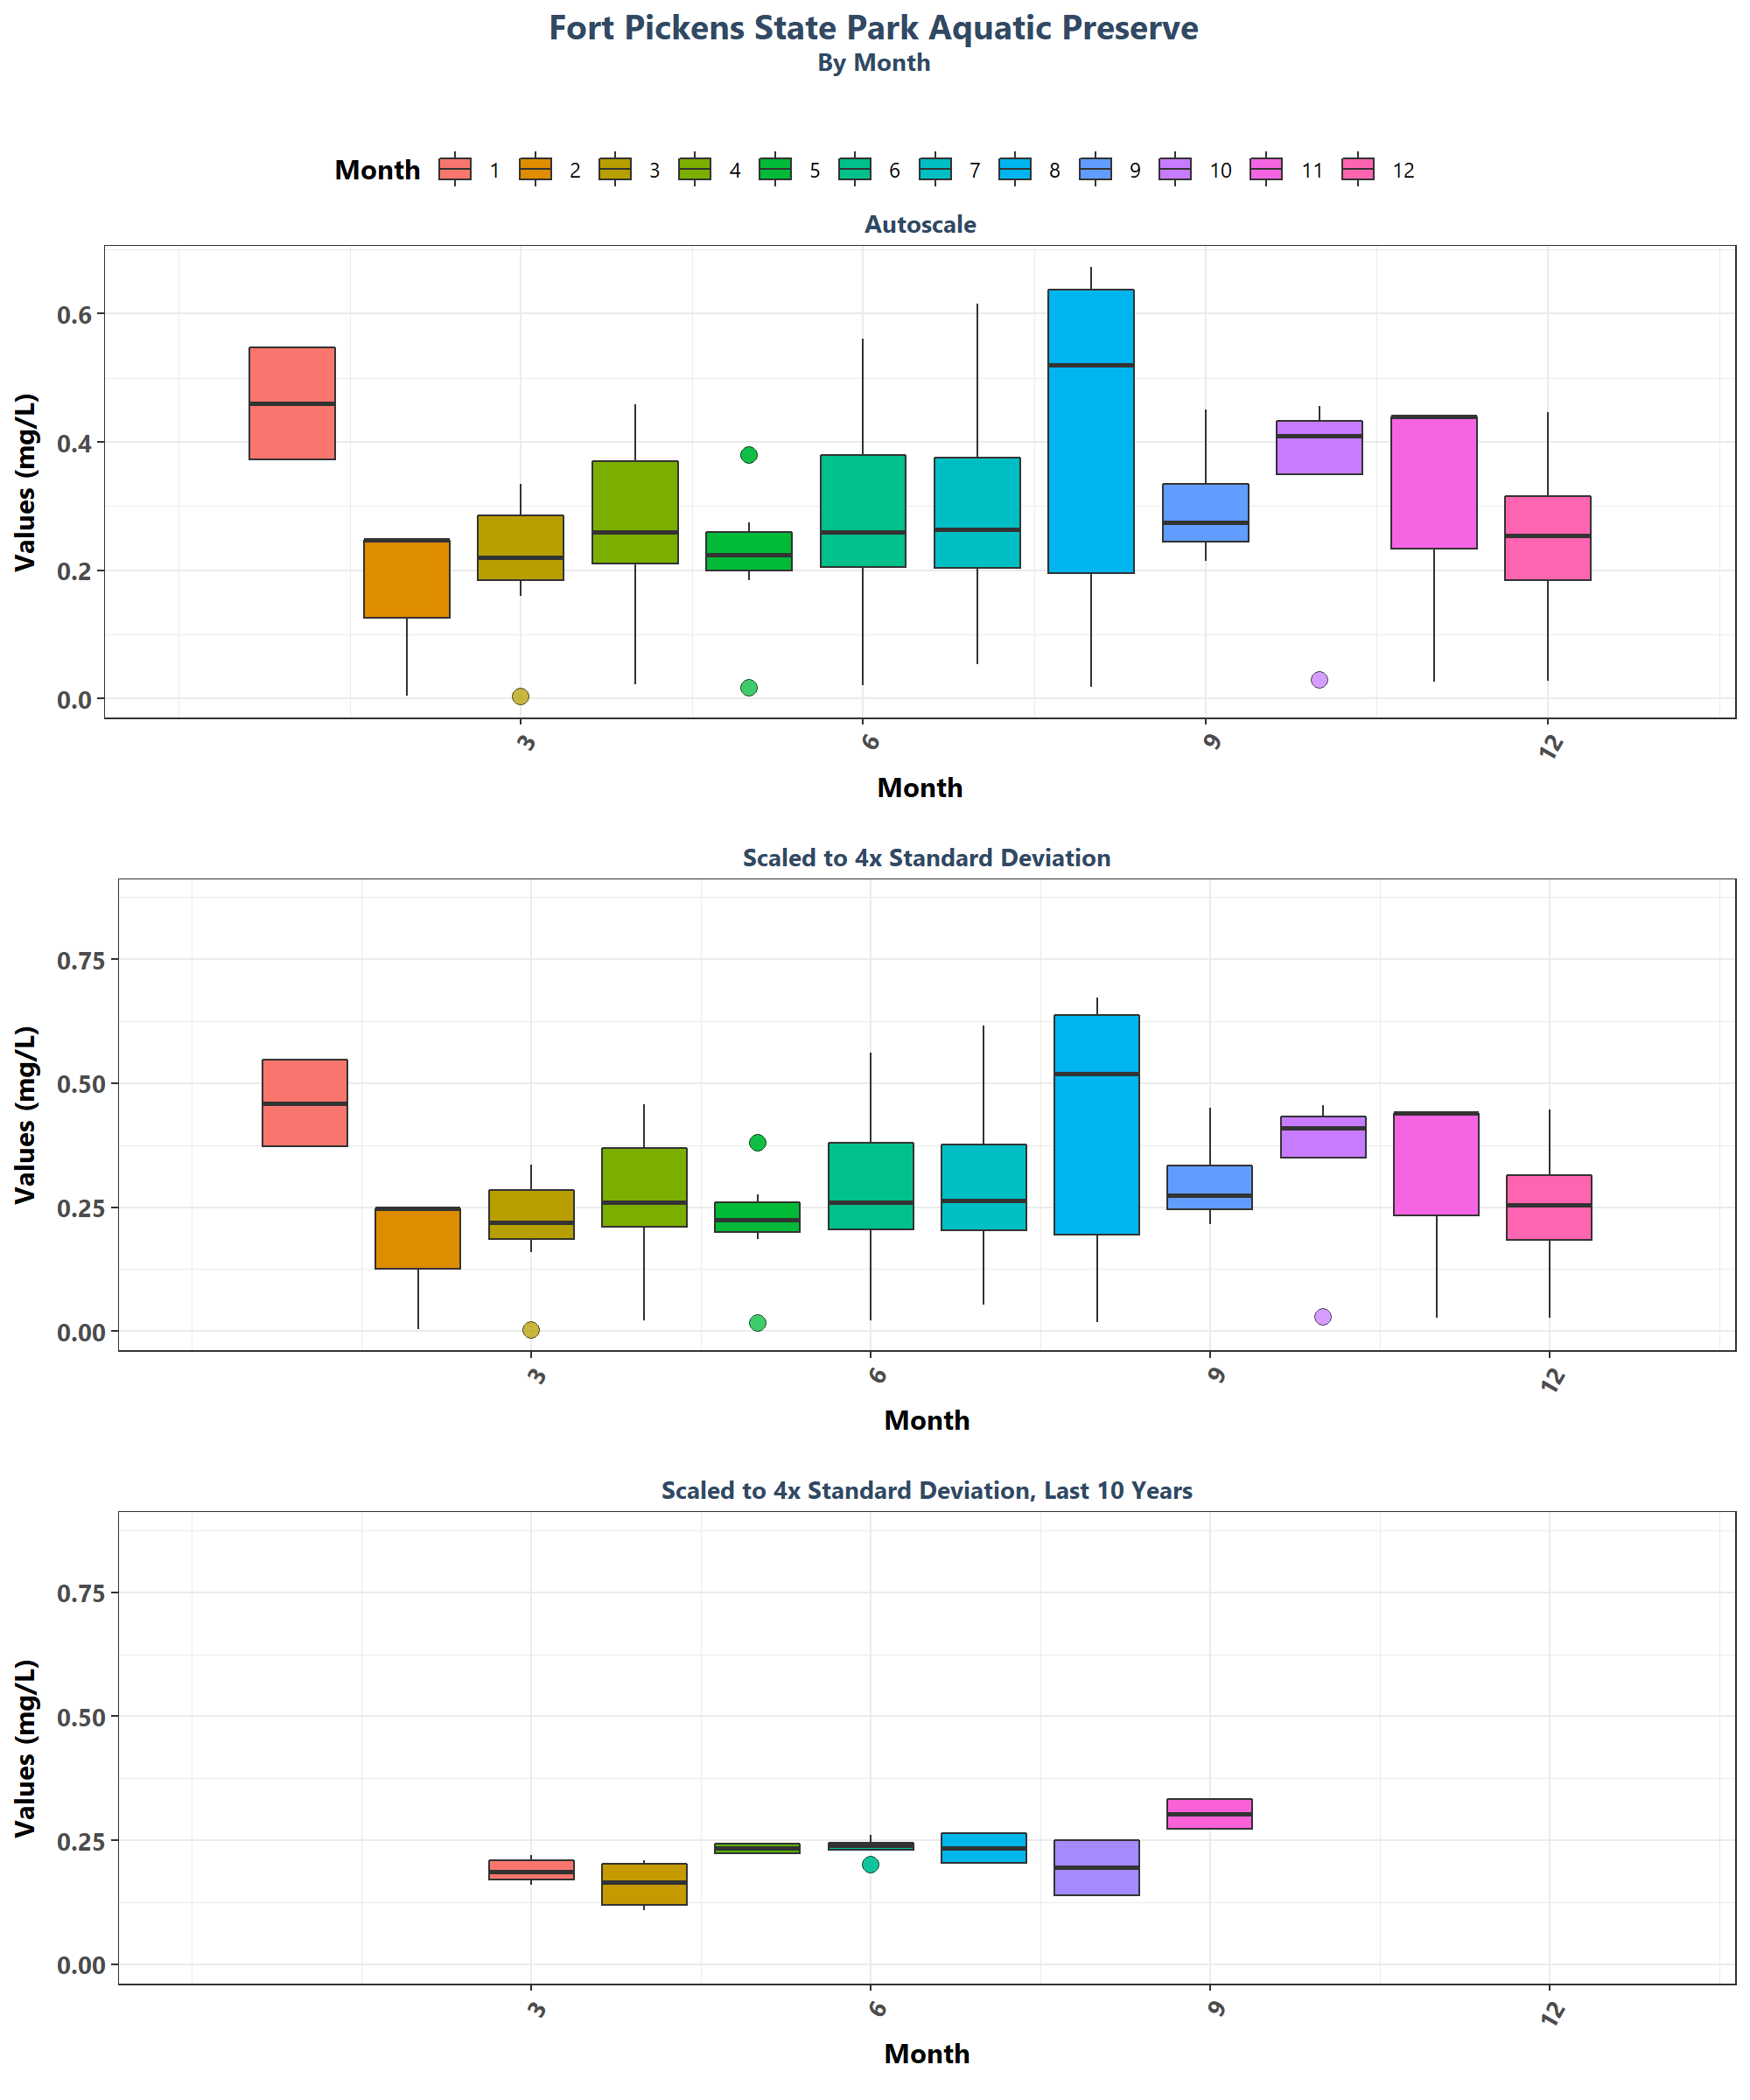 Fort Pickens State Park Aquatic Preserve
By Month
Month 1 2 3 4 5 6 7 8 9 10 11 12
Autoscale
Values (mg/L)
0.6
0.4
0.2
0.0
3 6 9 12
Month
Scaled to 4x Standard Deviation
Values (mg/L)
0.75
0.50
0.25
0.00
3 6 9 12
Month
Scaled to 4x Standard Deviation, Last 10 Years
Values (mg/L)
0.75
0.50
0.25
0.00
3 6 9 12
Month